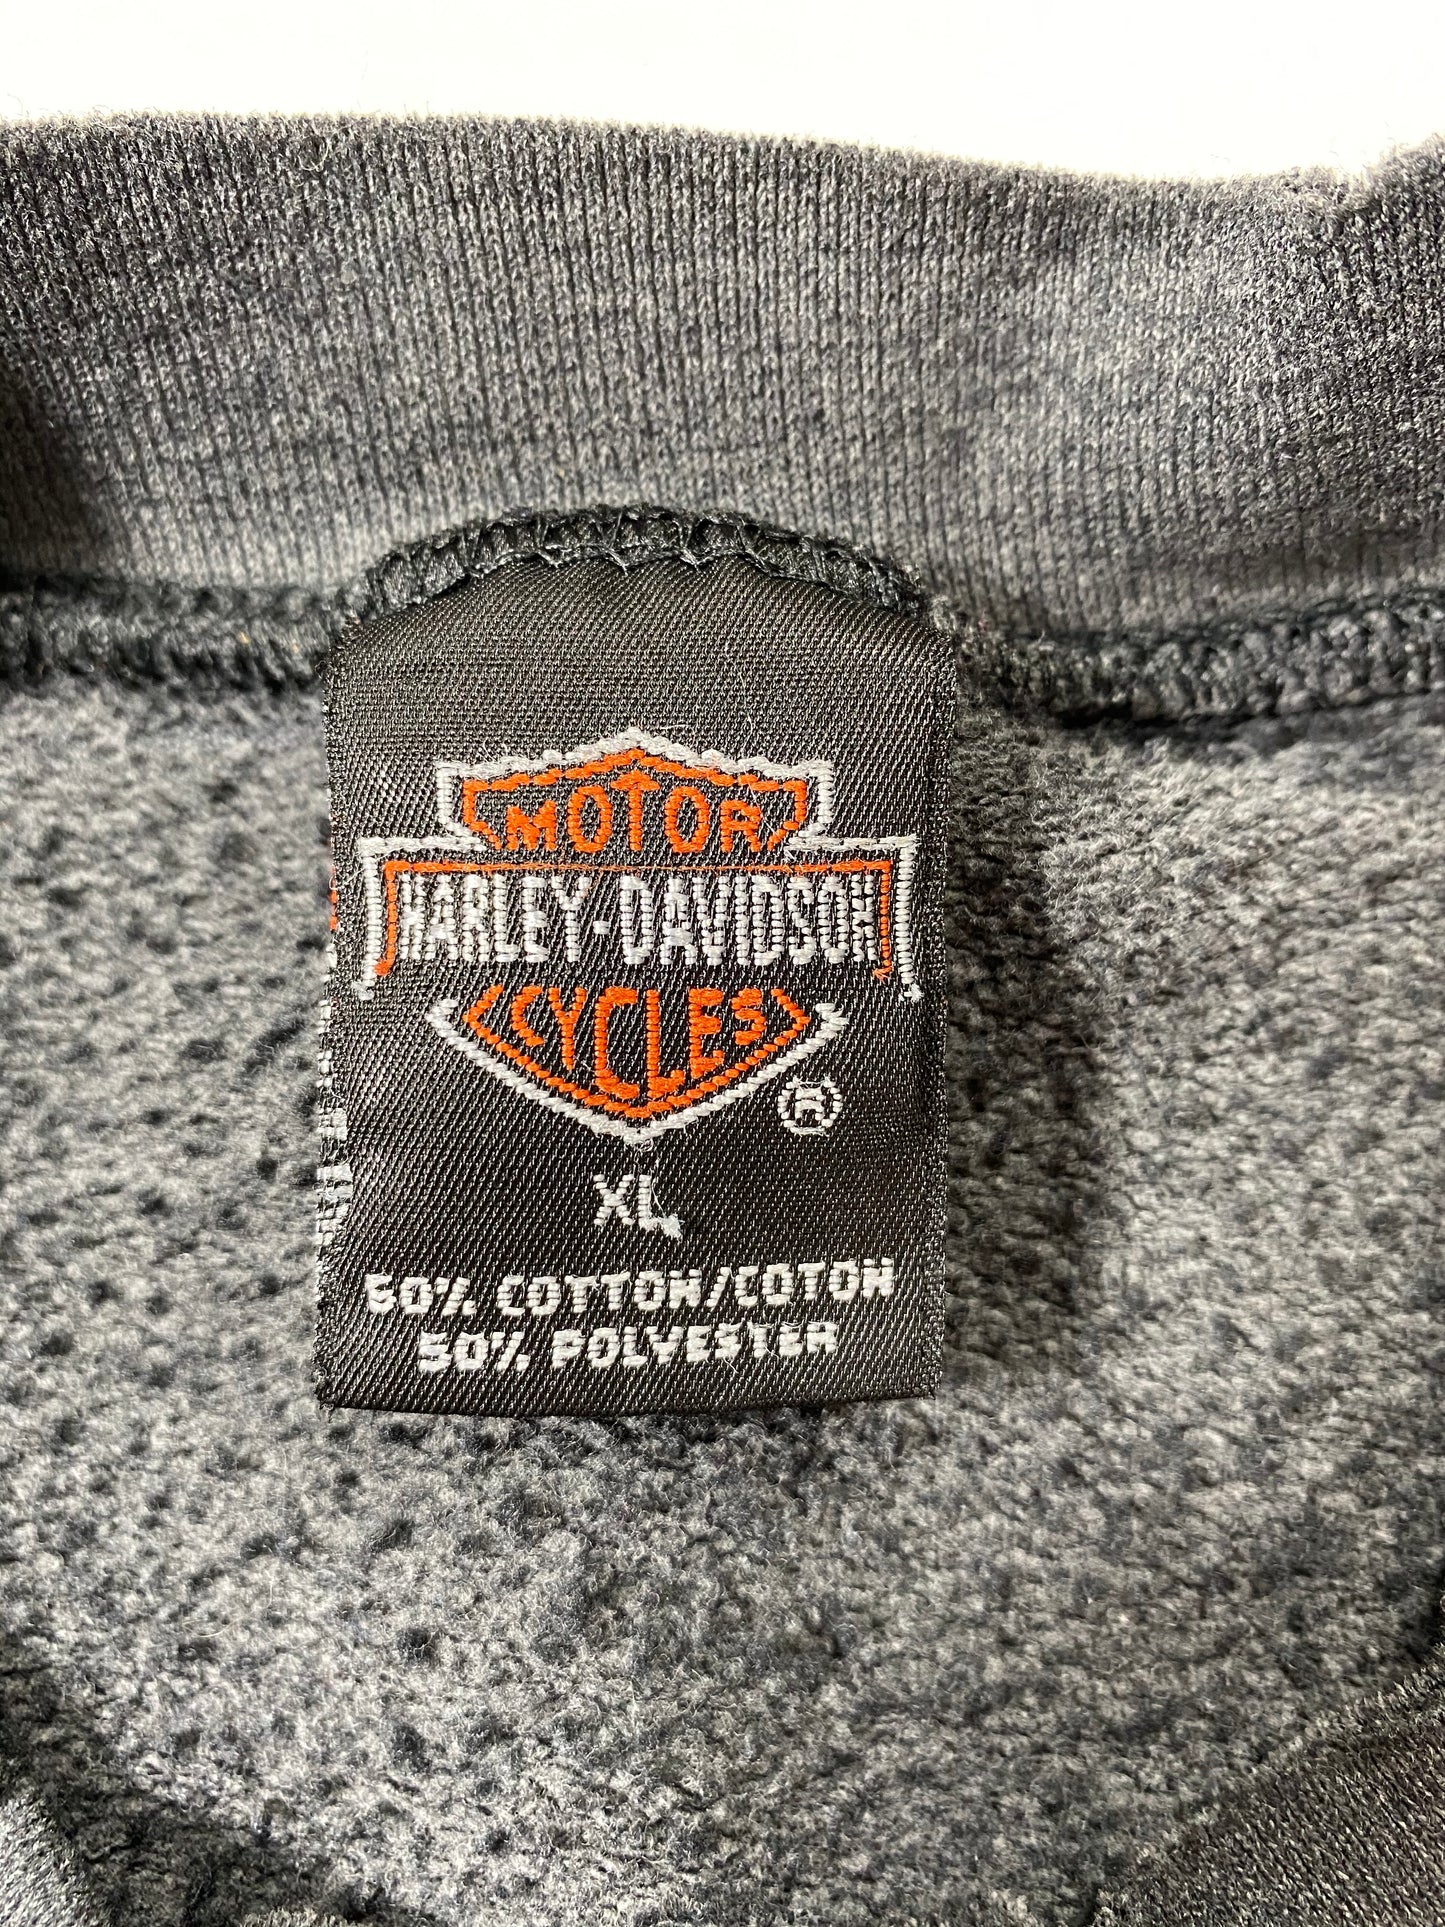 MOTOR
HARLEY-DAVIDSON
CYCLES
®
XL
50% COTTON/COTON
50% POLYESTER